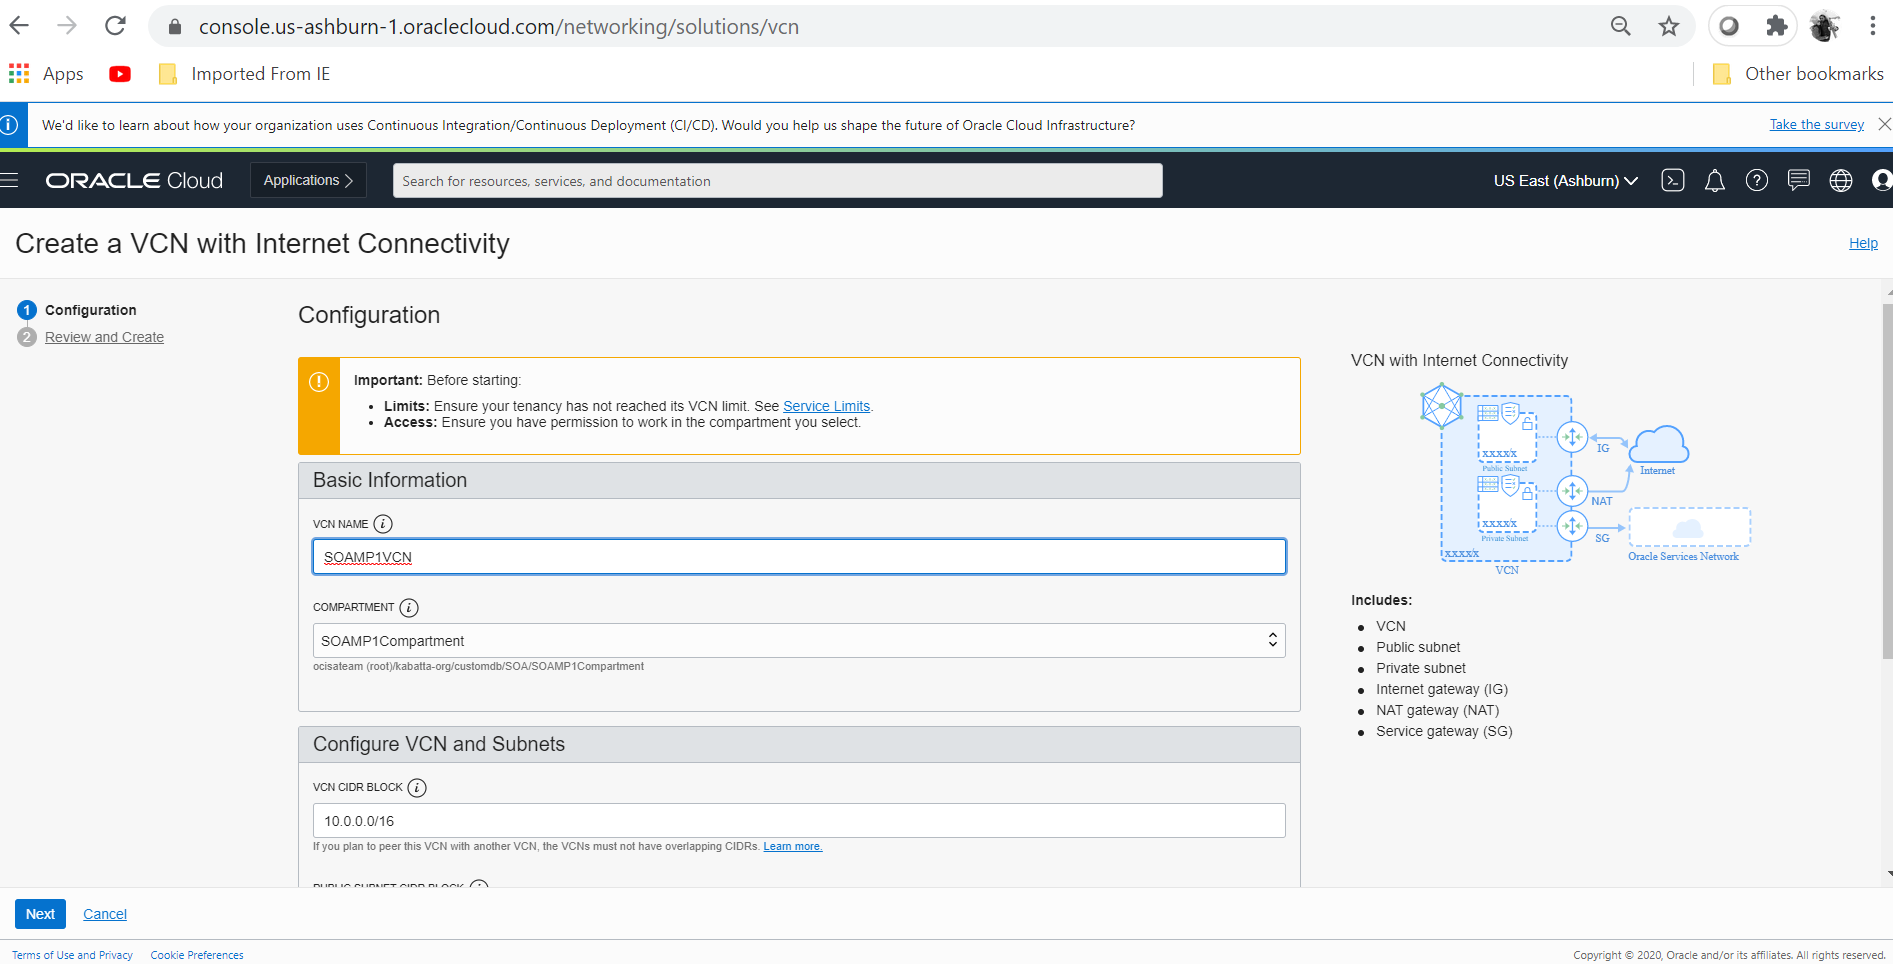 console.us-ashburn-1.oraclecloud.com/networking/solutions/vcn
Apps
Imported From IE
Other bookmarks
We'd like to learn about how your organization uses Continuous Integration/Continuous Deployment (CI/CD). Would you help us shape the future of Oracle Cloud Infrastructure?
Take the survey
ORACLE Cloud
Applications
Search for resources, services, and documentation
US East (Ashburn)
Create a VCN with Internet Connectivity
Help
1 Configuration
2 Review and Create
Configuration
Important: Before starting:
• Limits: Ensure your tenancy has not reached its VCN limit. See Service Limits.
• Access: Ensure you have permission to work in the compartment you select.
Basic Information
VCN NAME
SOAMP1VCN
COMPARTMENT
SOAMP1Compartment
ocisateam (root)/kabatta-org/customdb/SOA/SOAMP1Compartment
Configure VCN and Subnets
VCN CIDR BLOCK
10.0.0.0/16
If you plan to peer this VCN with another VCN, the VCNs must not have overlapping CIDRs. Learn more.
PUBLIC SUBNET CIDR BLOCK
VCN with Internet Connectivity
xxxx/x
Public Subnet
IG
Internet
NAT
xxxx/x
Private Subnet
SG
xxxx/x
Oracle Services Network
VCN
Includes:
• VCN
• Public subnet
• Private subnet
• Internet gateway (IG)
• NAT gateway (NAT)
• Service gateway (SG)
Next
Cancel
Terms of Use and Privacy
Cookie Preferences
Copyright © 2020, Oracle and/or its affiliates. All rights reserved.